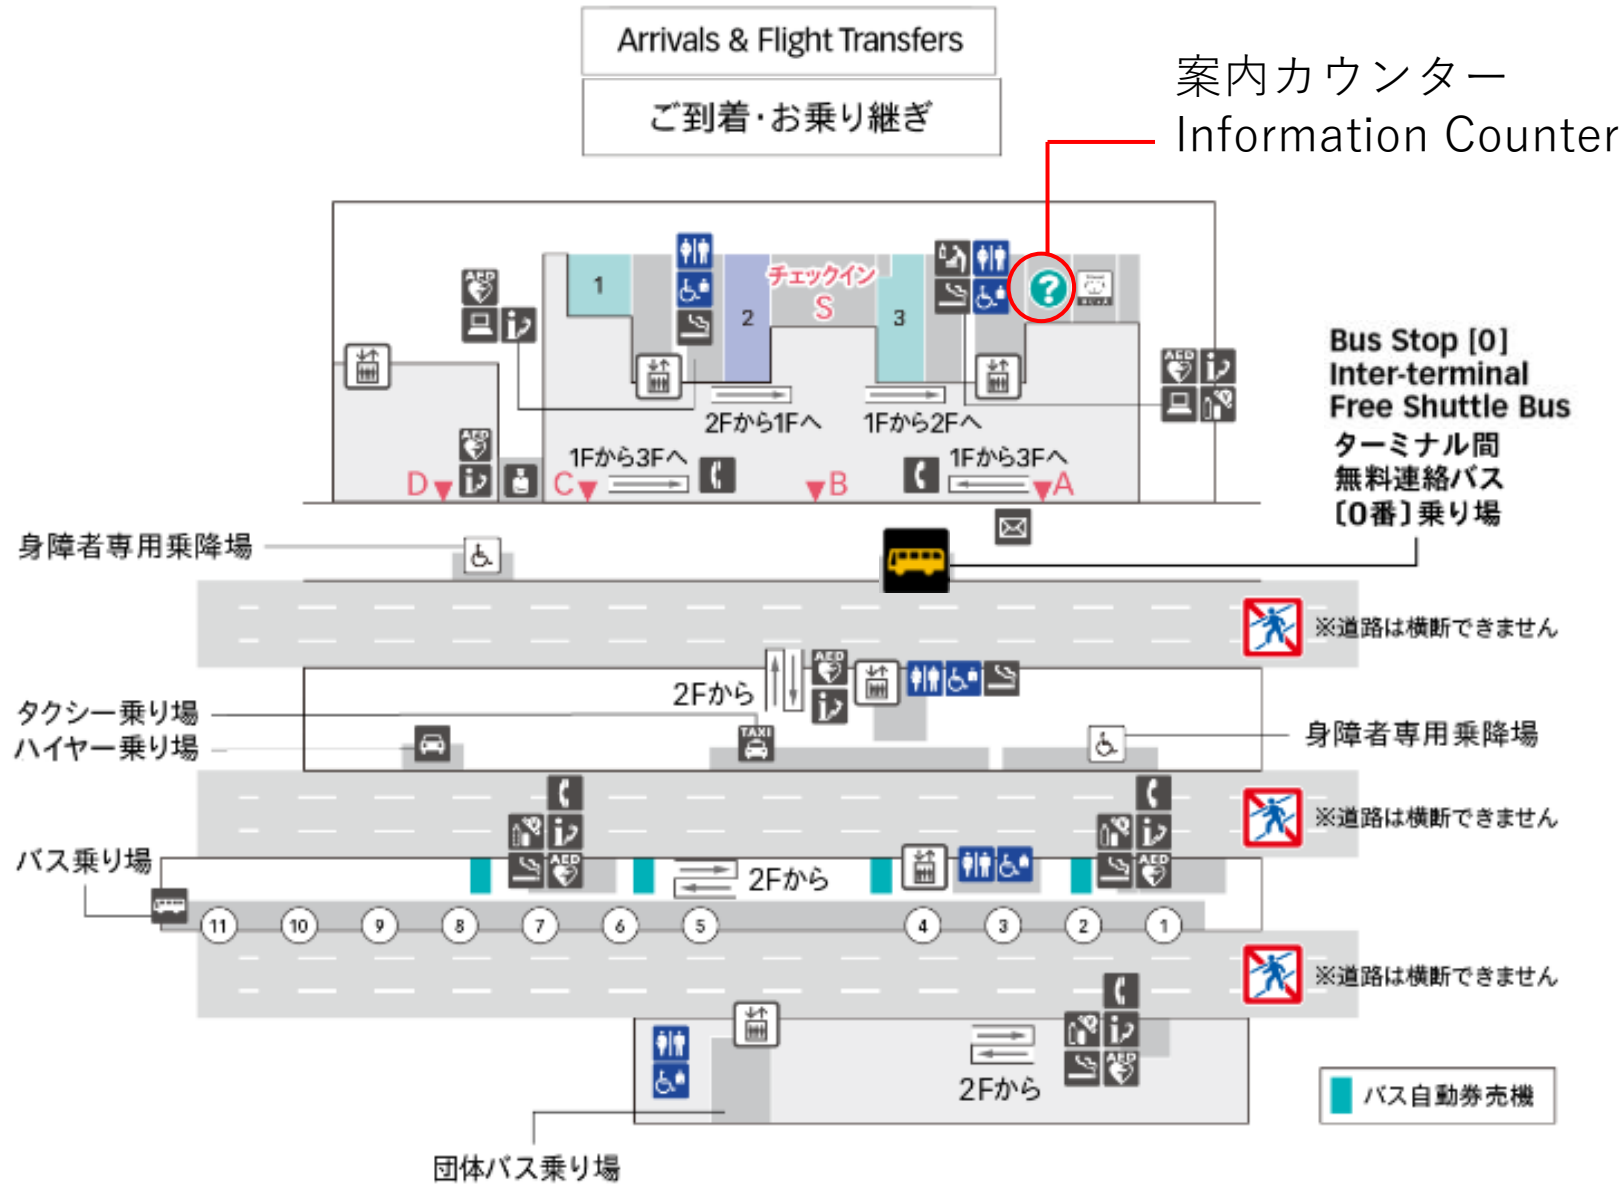 Arrivals & Flight Transfers
ご到着・お乗り継ぎ
案内カウンター
Information Counter
1
2
チェックイン
S
3
?
AED
AED
2Fから1Fへ
1Fから2Fへ
Bus Stop [0]
Inter-terminal
Free Shuttle Bus
ターミナル間
無料連絡バス
〔0番〕乗り場
AED
1Fから3Fへ
1Fから3Fへ
D
C
B
A
身障者専用乗降場
※道路は横断できません
2Fから
AED
タクシー乗り場
ハイヤー乗り場
TAXI
身障者専用乗降場
※道路は横断できません
バス乗り場
AED
2Fから
AED
11
10
9
8
7
6
5
4
3
2
1
※道路は横断できません
AED
2Fから
バス自動券売機
団体バス乗り場